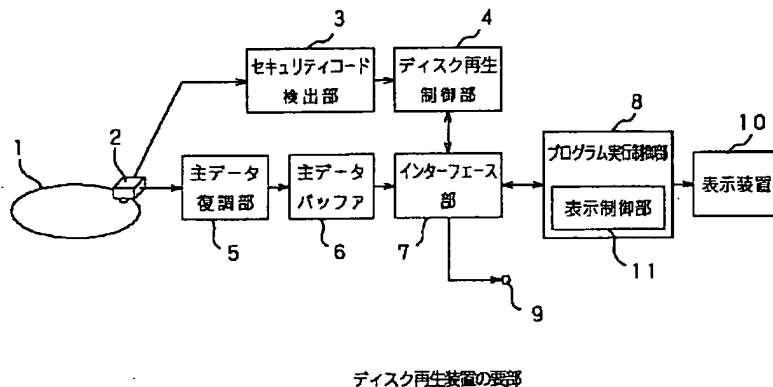 3
セキュリティコード
検出部
4
ディスク再生
制御部
1
2
主データ
復調部
5
主データ
バッファ
6
インターフェース
部
7
8
プログラム実行制御部
表示制御部
11
10
表示装置
9
ディスク再生装置の要部